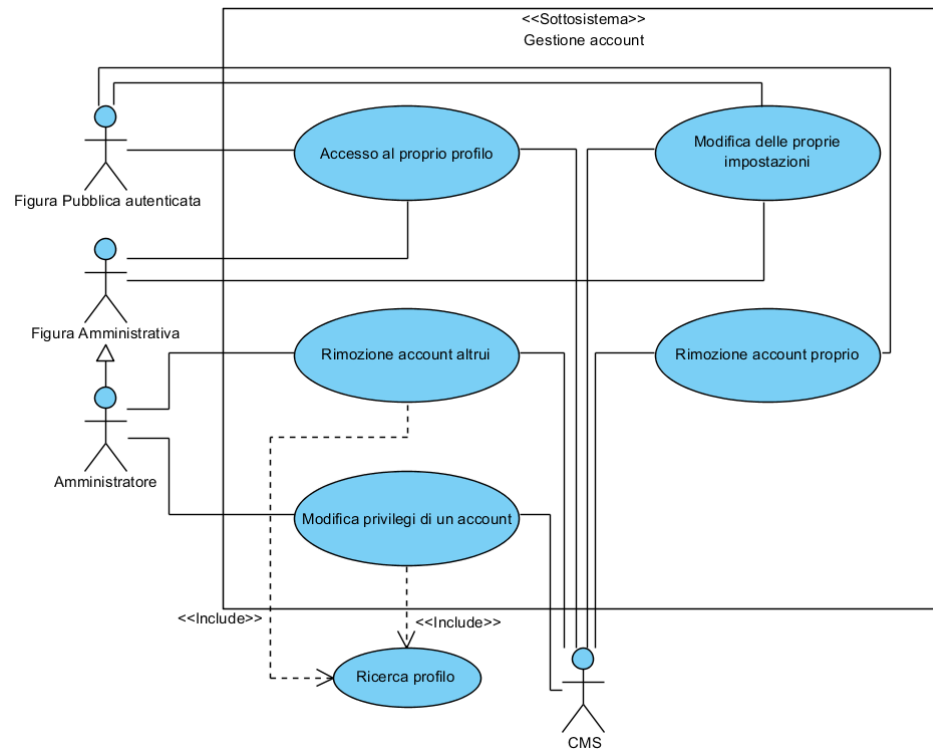 <<Sottosistema>>
Gestione account
Accesso al proprio profilo
Modifica delle proprie
impostazioni
Figura Pubblica autenticata
Figura Amministrativa
Rimozione account altrui
Rimozione account proprio
Amministratore
Modifica privilegi di un account
<<Include>>
<<Include>>
Ricerca profilo
CMS